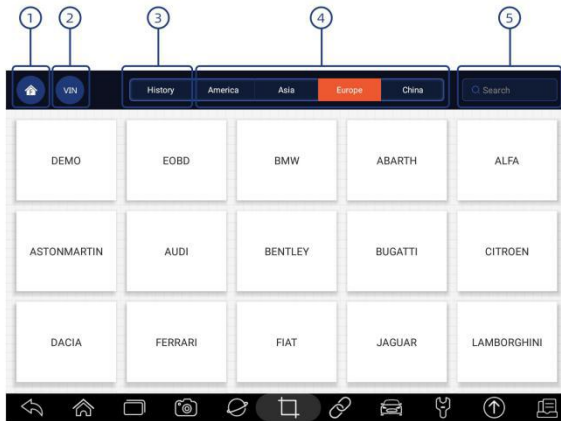 1 2 3 4 5
VIN History America Asia Europe China Search
DEMO EOBD BMW ABARTH ALFA
ASTONMARTIN AUDI BENTLEY BUGATTI CITROEN
DACIA FERRARI FIAT JAGUAR LAMBORGHINI